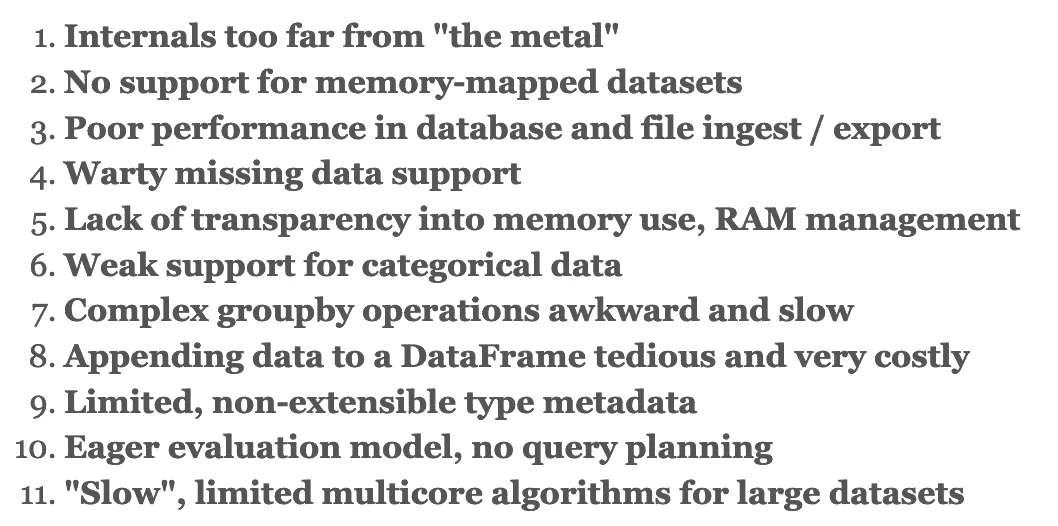 1. Internals too far from "the metal"
2. No support for memory-mapped datasets
3. Poor performance in database and file ingest / export
4. Warty missing data support
5. Lack of transparency into memory use, RAM management
6. Weak support for categorical data
7. Complex groupby operations awkward and slow
8. Appending data to a DataFrame tedious and very costly
9. Limited, non-extensible type metadata
10. Eager evaluation model, no query planning
11. "Slow", limited multicore algorithms for large datasets